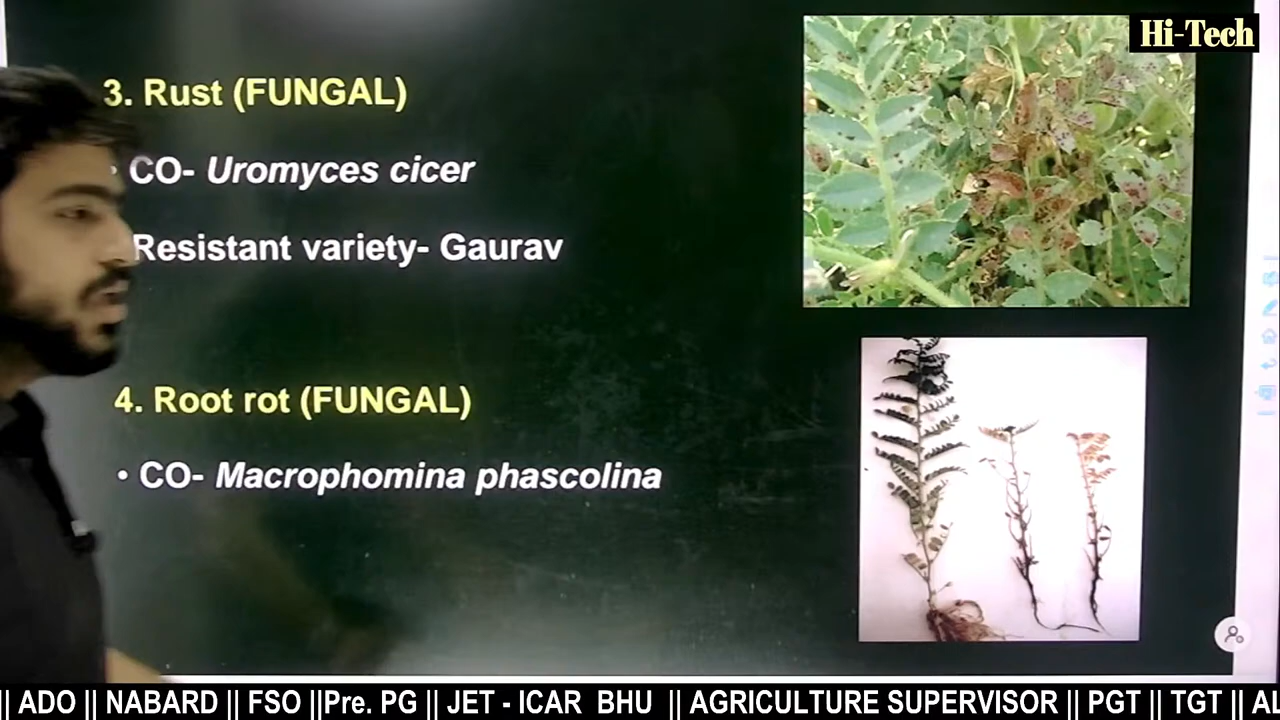 Hi-Tech
3. Rust (FUNGAL)
• CO- Uromyces cicer
Resistant variety- Gaurav
4. Root rot (FUNGAL)
• CO- Macrophomina phascolina
|| ADO || NABARD || FSO ||Pre. PG || JET - ICAR BHU || AGRICULTURE SUPERVISOR || PGT || TGT ||